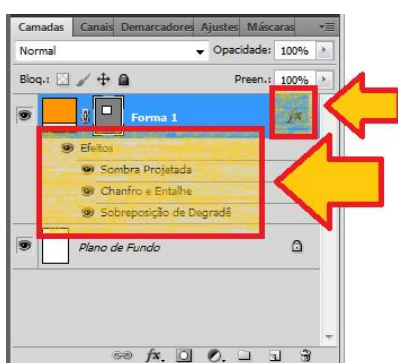 Camadas Canais Demarcadores Ajustes Máscaras
Normal Opacidade: 100%
Bloq.: Preen.: 100%
Forma 1 fx
Efeitos
Sombra Projetada
Chanfro e Entalhe
Sobreposição de Degradê
Plano de Fundo
fx.